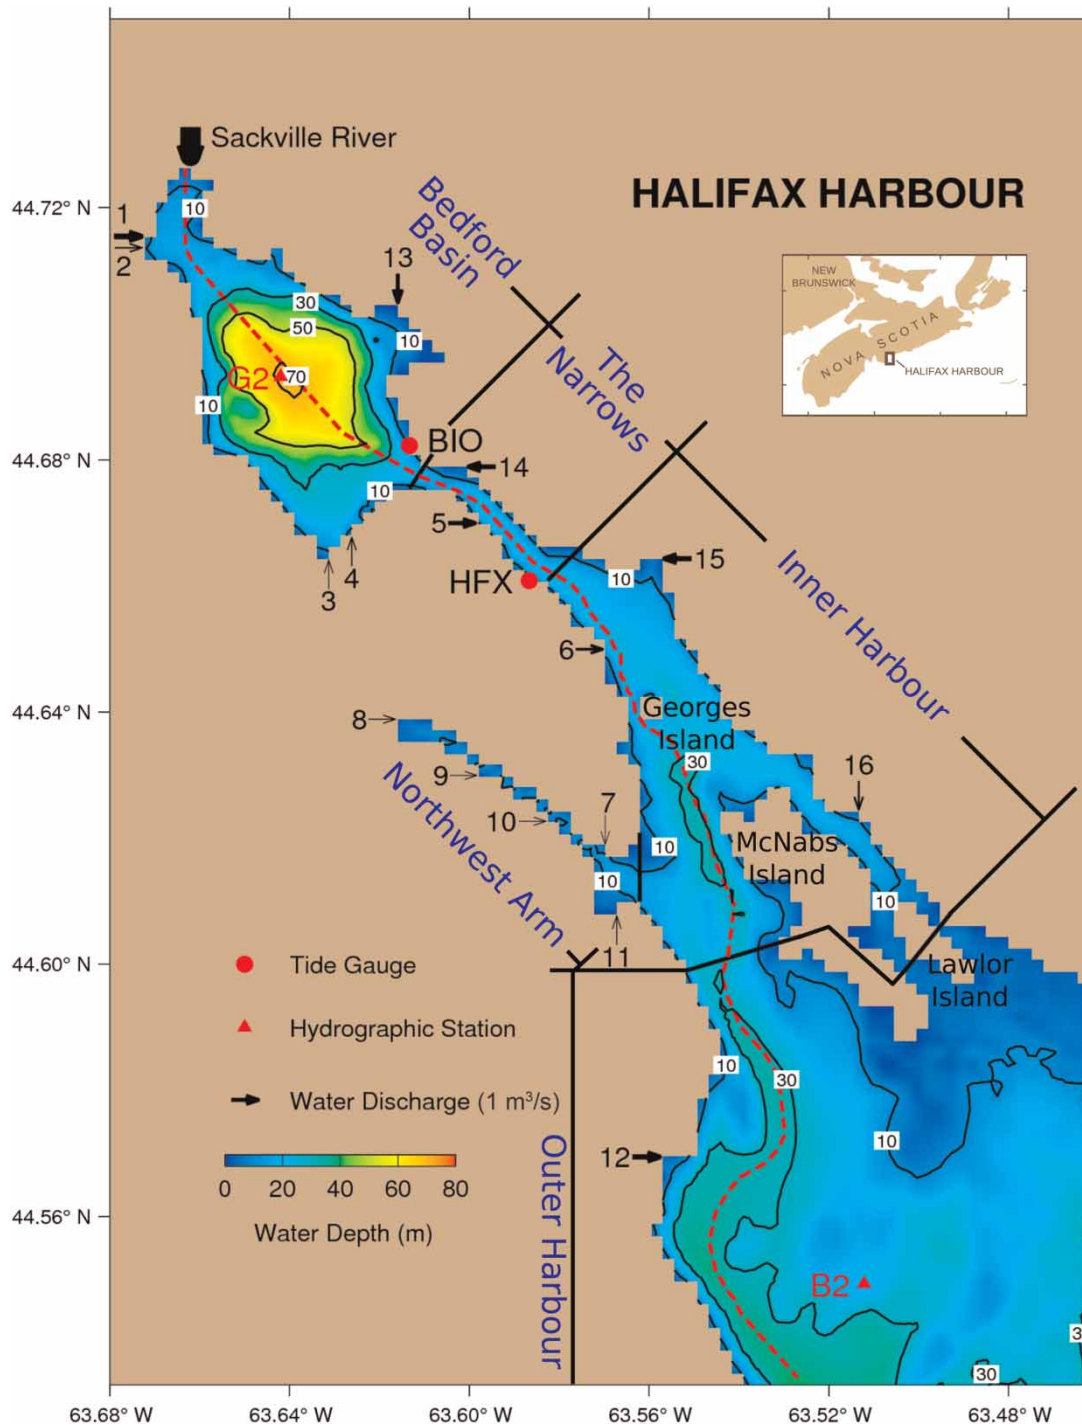 HALIFAX HARBOUR
Sackville River
44.72° N
10
1
2
Bedford
Basin
13
NEW
BRUNSWICK
NOVA SCOTIA
HALIFAX HARBOUR
30
50
10
The
Narrows
G2
70
10
BIO
44.68° N
14
10
5
3
4
HFX
10
15
Inner Harbour
6
44.64° N
8
Georges
Island
30
9
16
Northwest Arm
10
7
10
McNabs
Island
10
10
11
44.60° N
Tide Gauge
Lawlor
Island
Hydrographic Station
10
30
Water Discharge (1 m³/s)
10
12
Outer Harbour
0 20 40 60 80
Water Depth (m)
44.56° N
B2
30
63.68° W 63.64° W 63.60° W 63.56° W 63.52° W 63.48° W